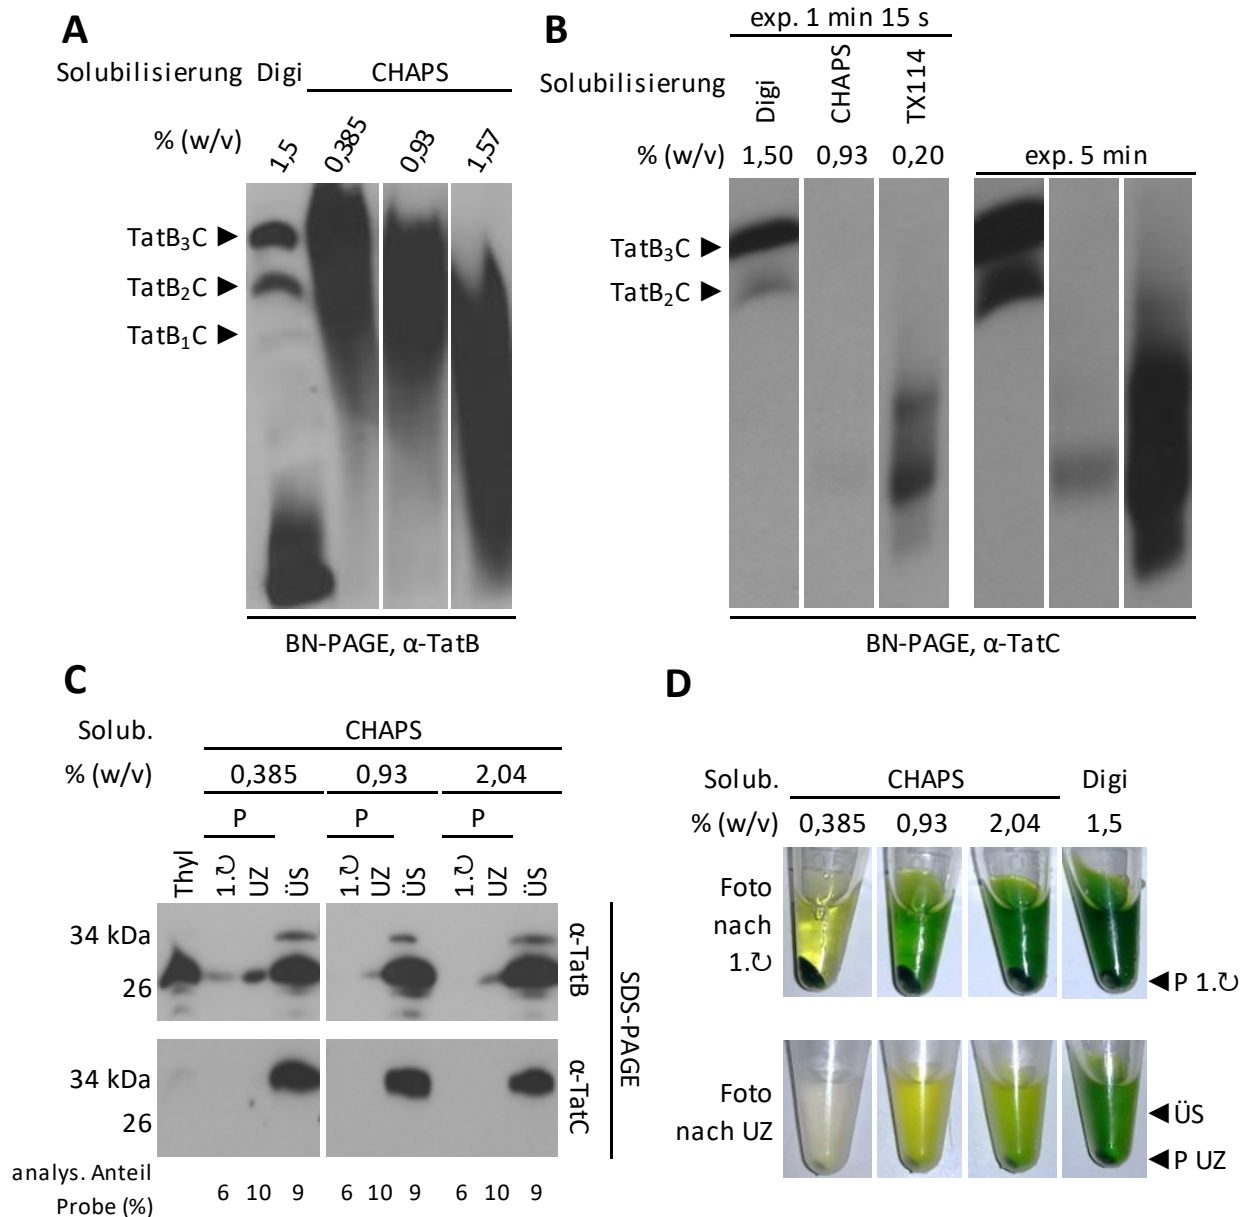 A
Solubilisierung Digi CHAPS
% (w/v) 1,5 0,385 0,93 1,57
TatB₃C ►
TatB₂C ►
TatB₁C ►
BN-PAGE, α-TatB
B
exp. 1 min 15 s
Solubilisierung Digi CHAPS TX114
% (w/v) 1,50 0,93 0,20 exp. 5 min
TatB₃C ►
TatB₂C ►
BN-PAGE, α-TatC
C
Solub. CHAPS
% (w/v) 0,385 0,93 2,04
P P P
Thyl 1.↻ UZ ÜS 1.↻ UZ ÜS 1.↻ UZ ÜS
34 kDa
26
α-TatB
34 kDa
26
α-TatC
SDS-PAGE
analys. Anteil
Probe (%) 6 10 9 6 10 9 6 10 9
D
Solub. CHAPS Digi
% (w/v) 0,385 0,93 2,04 1,5
Foto
nach
1.↻
◄P 1.↻
Foto
nach UZ
◄ÜS
◄P UZ